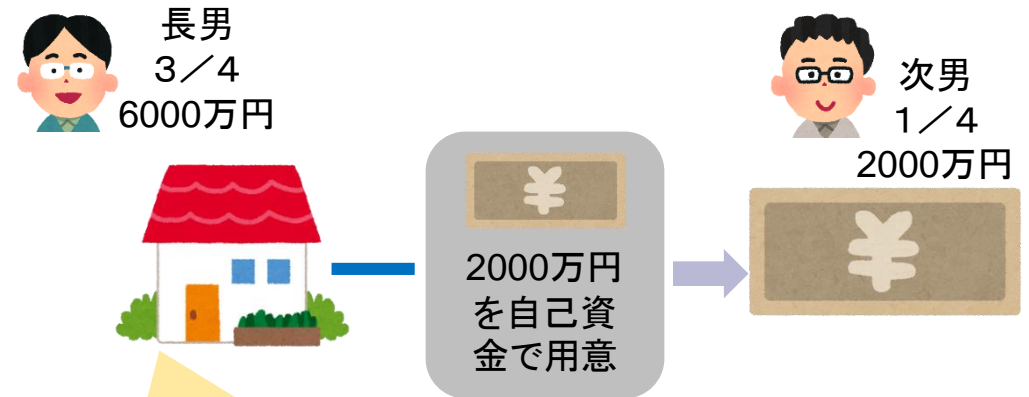 長男
３／４
6000万円
¥
2000万円
を自己資
金で用意
次男
１／４
2000万円
¥